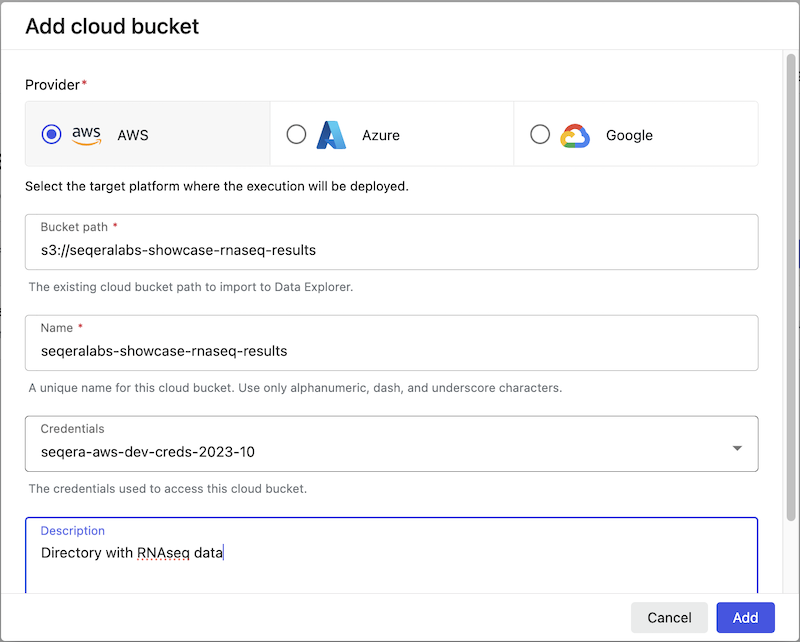 Add cloud bucket
Provider*
aws AWS Azure Google
Select the target platform where the execution will be deployed.
Bucket path *
s3://seqeralabs-showcase-rnaseq-results
The existing cloud bucket path to import to Data Explorer.
Name *
seqeralabs-showcase-rnaseq-results
A unique name for this cloud bucket. Use only alphanumeric, dash, and underscore characters.
Credentials
seqera-aws-dev-creds-2023-10
The credentials used to access this cloud bucket.
Description
Directory with RNAseq data
Cancel Add